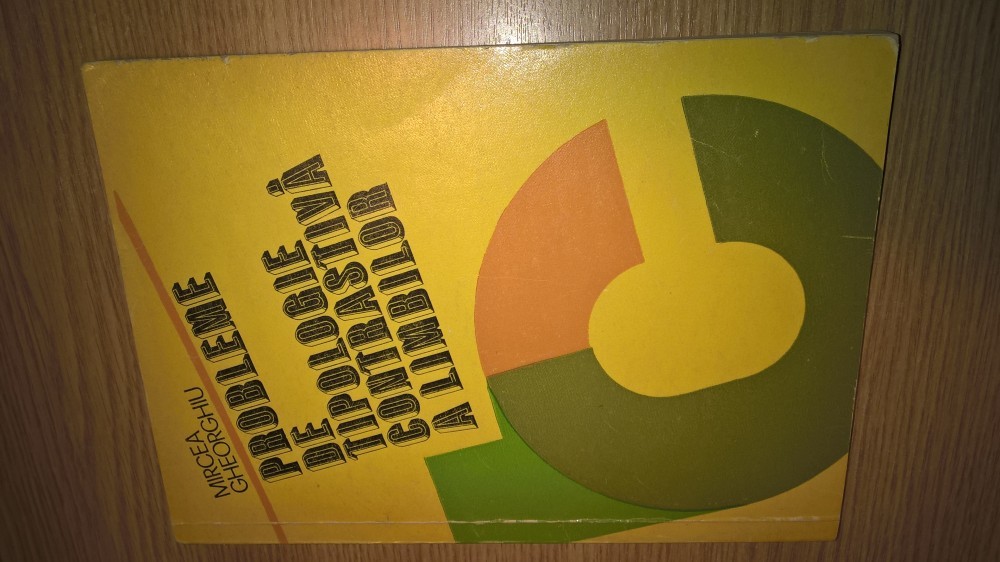 MIRCEA
GHEORGHIU
PROBLEME
DE
TIPOLOGIE
CONTRASTIVĂ
A LIMBILOR